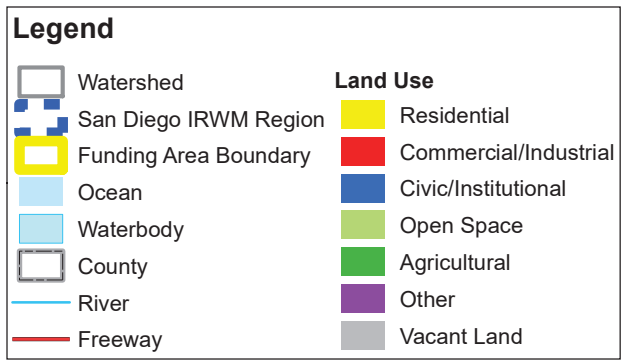 Legend
Watershed
San Diego IRWM Region
Funding Area Boundary
Ocean
Waterbody
County
River
Freeway
Land Use
Residential
Commercial/Industrial
Civic/Institutional
Open Space
Agricultural
Other
Vacant Land